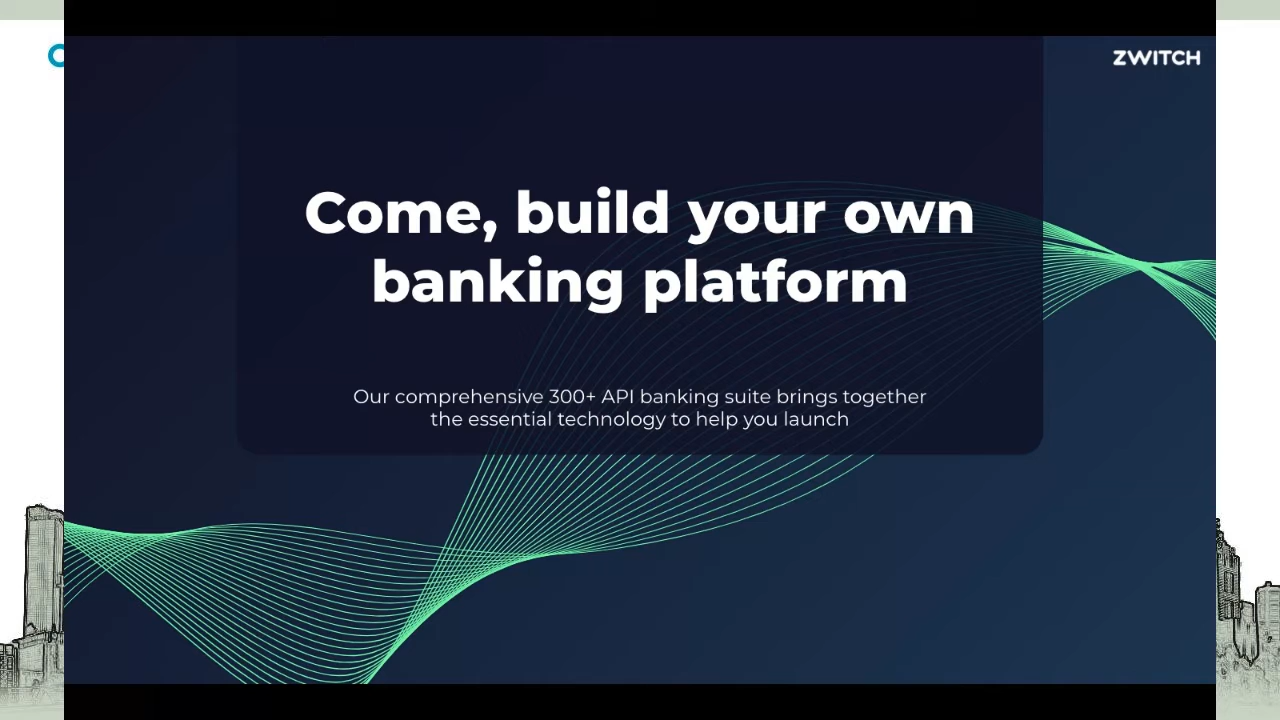 ZWITCH
Come, build your own
banking platform
Our comprehensive 300+ API banking suite brings together
the essential technology to help you launch